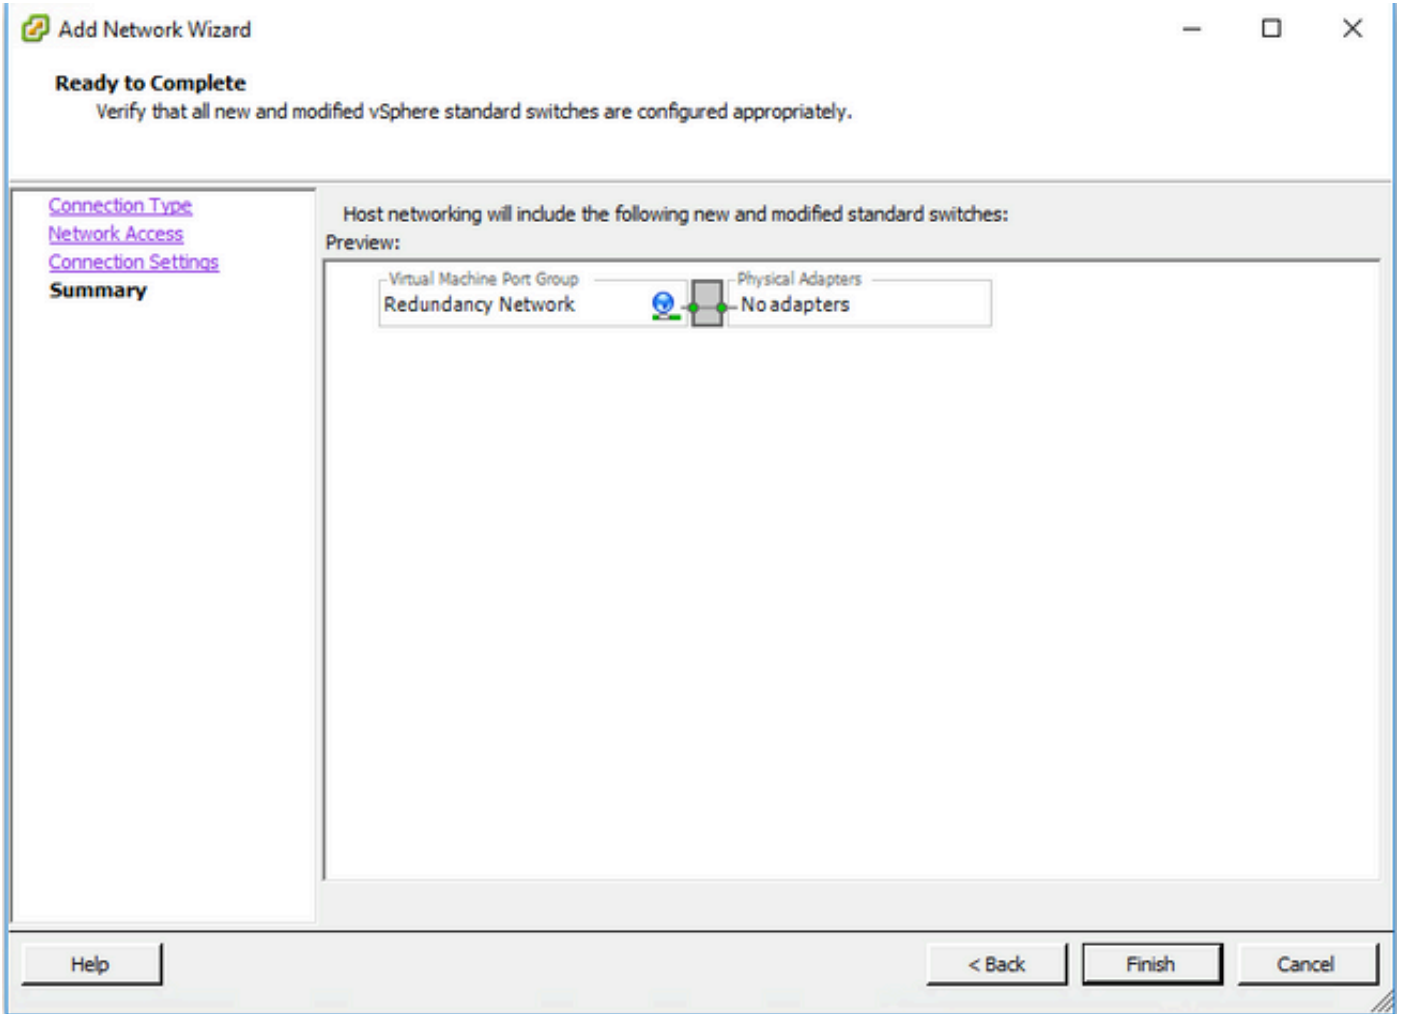 Add Network Wizard
Ready to Complete
Verify that all new and modified vSphere standard switches are configured appropriately.
Connection Type
Network Access
Connection Settings
Summary
Host networking will include the following new and modified standard switches:
Preview:
Virtual Machine Port Group
Redundancy Network
Physical Adapters
No adapters
Help
< Back
Finish
Cancel